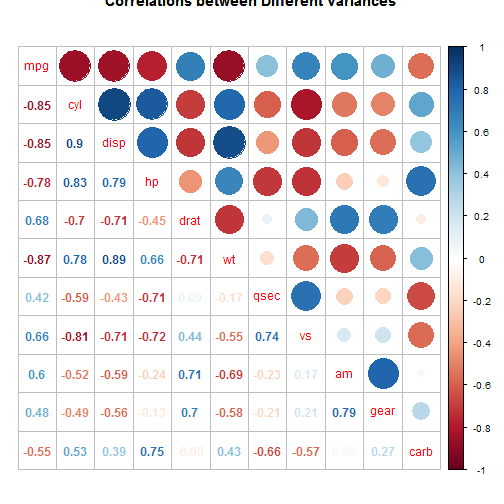 Correlations between Different Variances
mpg
-0.85 cyl
-0.85 0.9 disp
-0.78 0.83 0.79 hp
0.68 -0.7 -0.71 -0.45 drat
-0.87 0.78 0.89 0.66 -0.71 wt
0.42 -0.59 -0.43 -0.71 0.09 -0.17 qsec
0.66 -0.81 -0.71 -0.72 0.44 -0.55 0.74 vs
0.6 -0.52 -0.59 -0.24 0.71 -0.69 -0.23 0.17 am
0.48 -0.49 -0.56 -0.13 0.7 -0.58 -0.21 0.21 0.79 gear
-0.55 0.53 0.39 0.75 -0.09 0.43 -0.66 -0.57 0.06 0.27 carb
1
0.8
0.6
0.4
0.2
0
-0.2
-0.4
-0.6
-0.8
-1